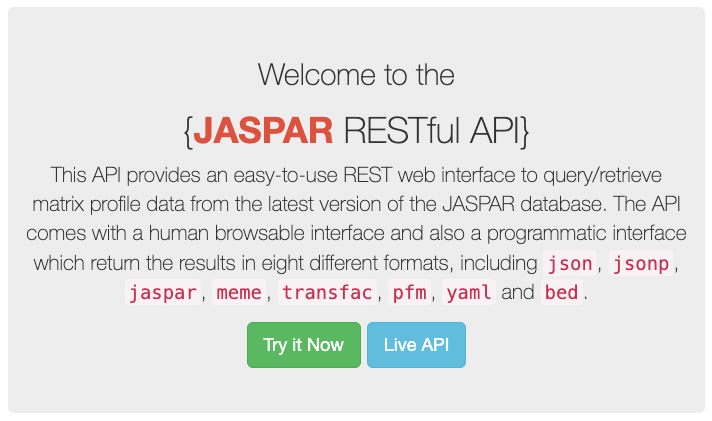 Welcome to the
{JASPAR RESTful API}
This API provides an easy-to-use REST web interface to query/retrieve
matrix profile data from the latest version of the JASPAR database. The API
comes with a human browsable interface and also a programmatic interface
which return the results in eight different formats, including json, jsonp,
jaspar, meme, transfac, pfm, yaml and bed.
Try it Now Live API